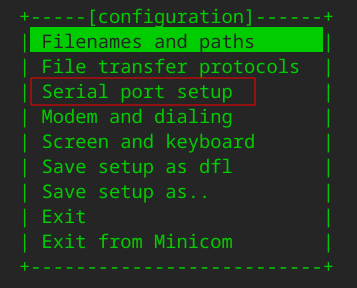 +-----[configuration]------+
| Filenames and paths |
| File transfer protocols |
| Serial port setup |
| Modem and dialing |
| Screen and keyboard |
| Save setup as dfl |
| Save setup as.. |
| Exit |
| Exit from Minicom |
+--------------------------+